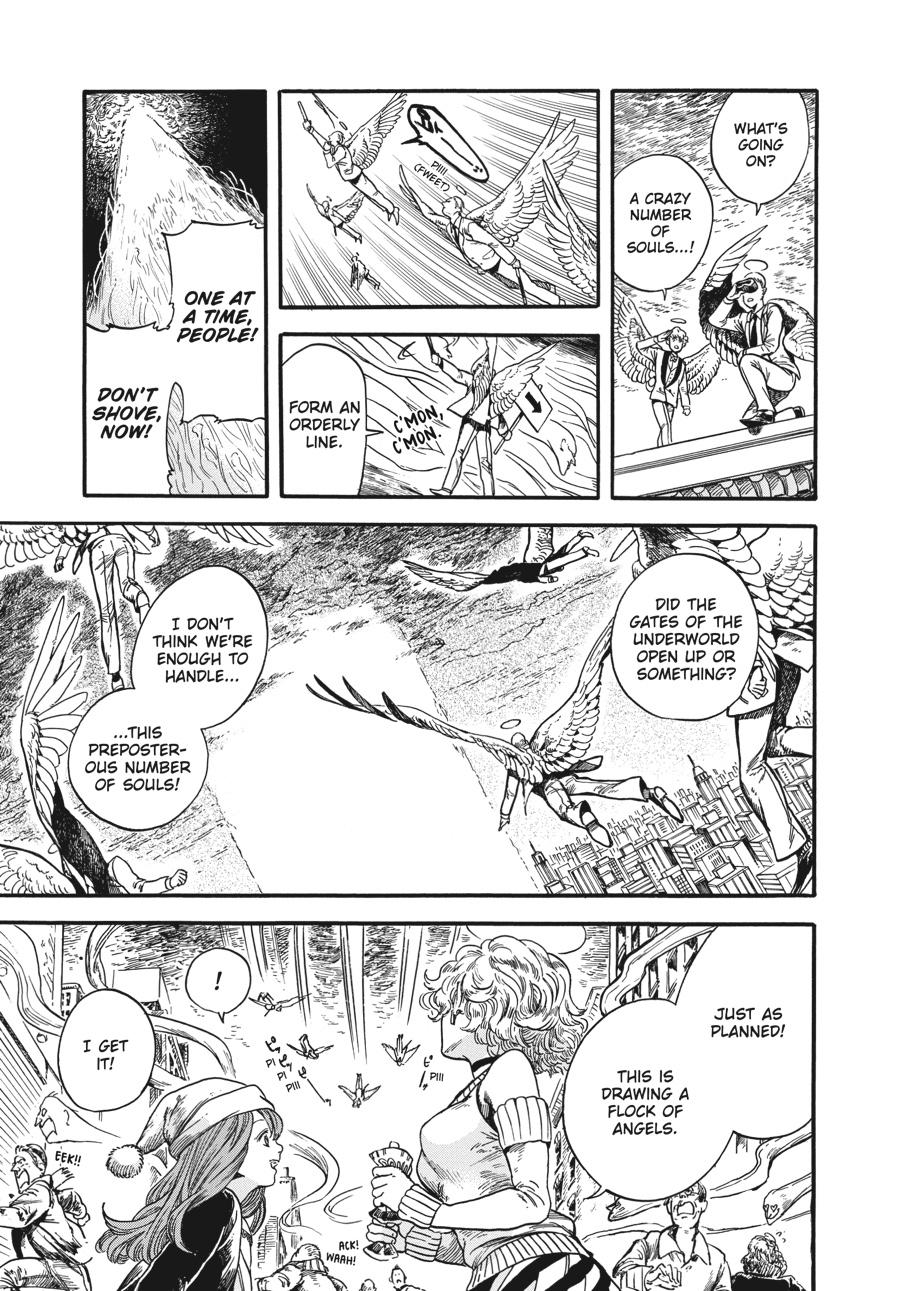 WHAT'S
GOING
ON?
A CRAZY
NUMBER
OF
SOULS...!
PIIII
(FWEET)
FORM AN
ORDERLY
LINE.
C'MON,
C'MON.
ONE AT
A TIME,
PEOPLE!
DON'T
SHOVE,
NOW!
DID THE
GATES OF THE
UNDERWORLD
OPEN UP OR
SOMETHING?
I DON'T
THINK WE'RE
ENOUGH TO
HANDLE...
...THIS
PREPOSTER-
OUS NUMBER
OF SOULS!
JUST AS
PLANNED!
THIS IS
DRAWING A
FLOCK OF
ANGELS.
!
I GET
IT!
PI
PIII
PIII
EEK!!
ACK!
WAAH!